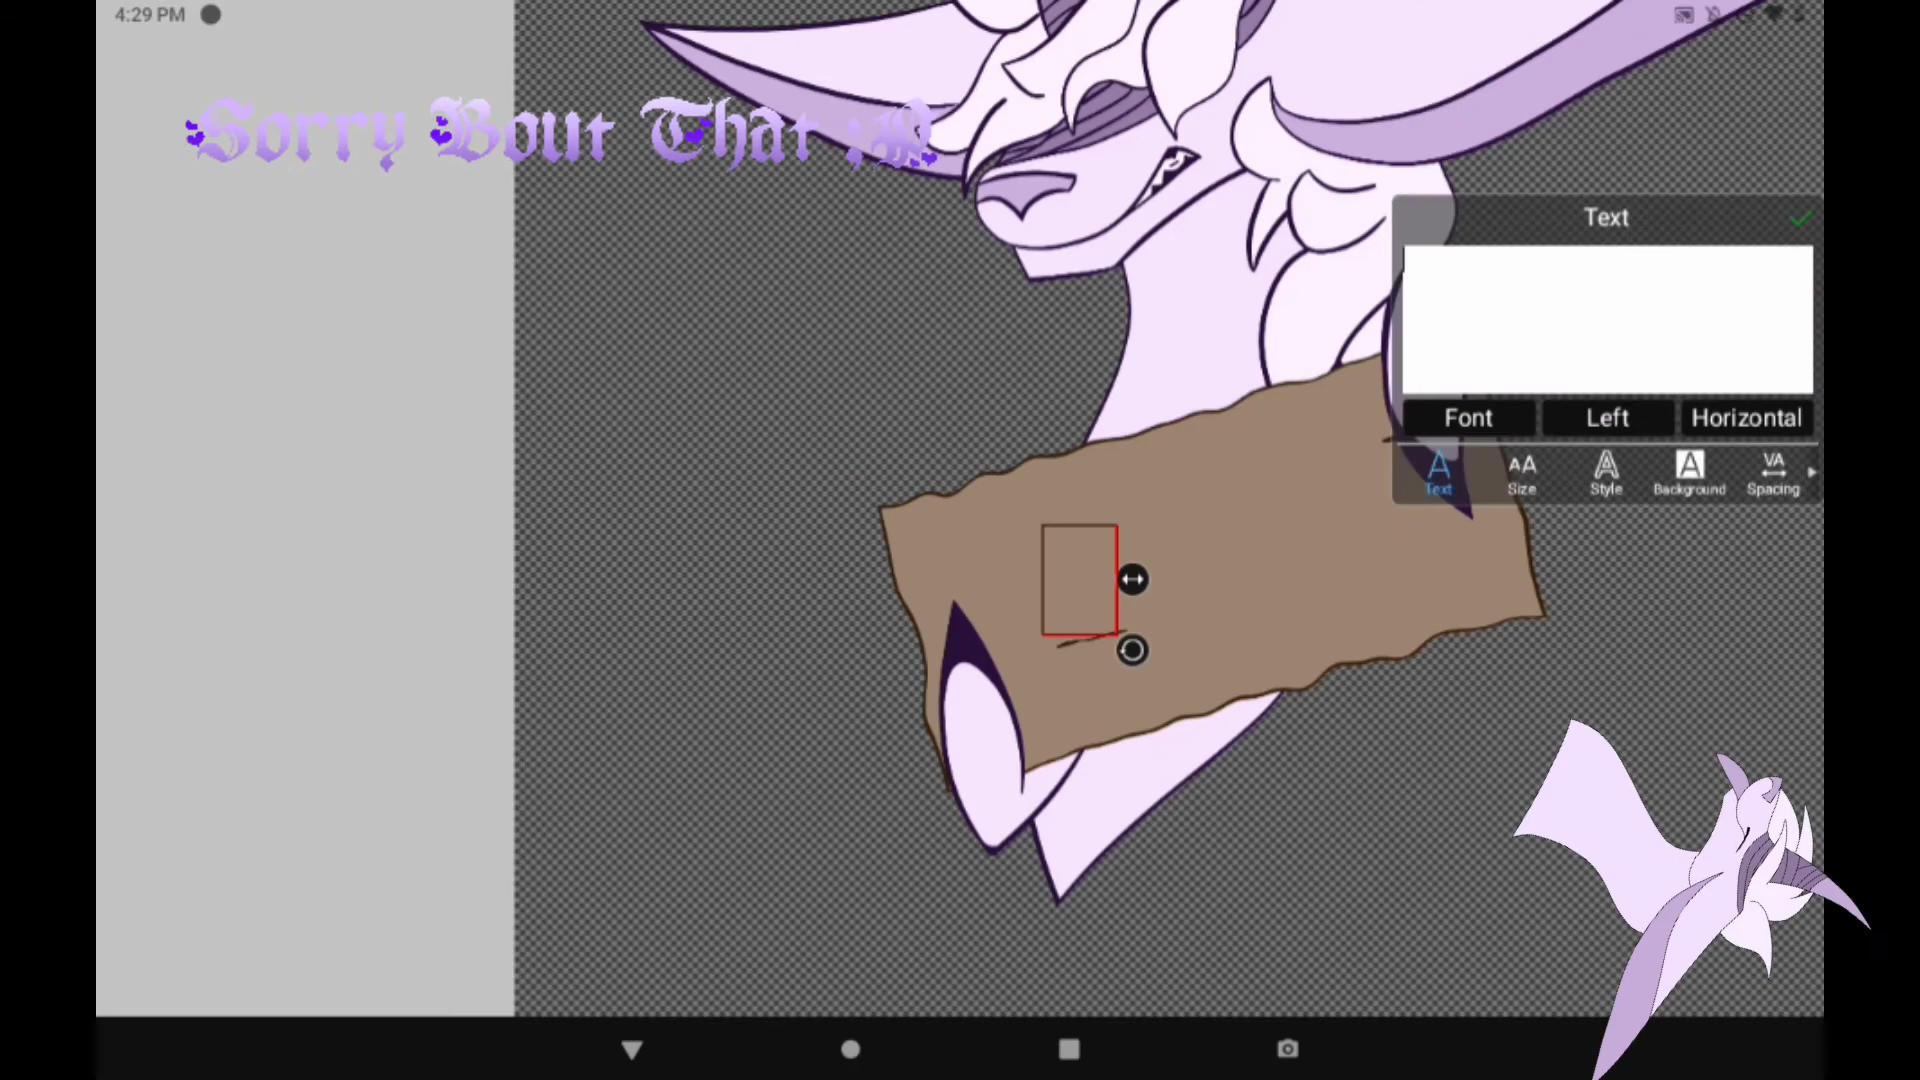 4:29 PM
Sorry Bout That :P
Text
Font
Left
Horizontal
Text
Size
Style
Background
Spacing